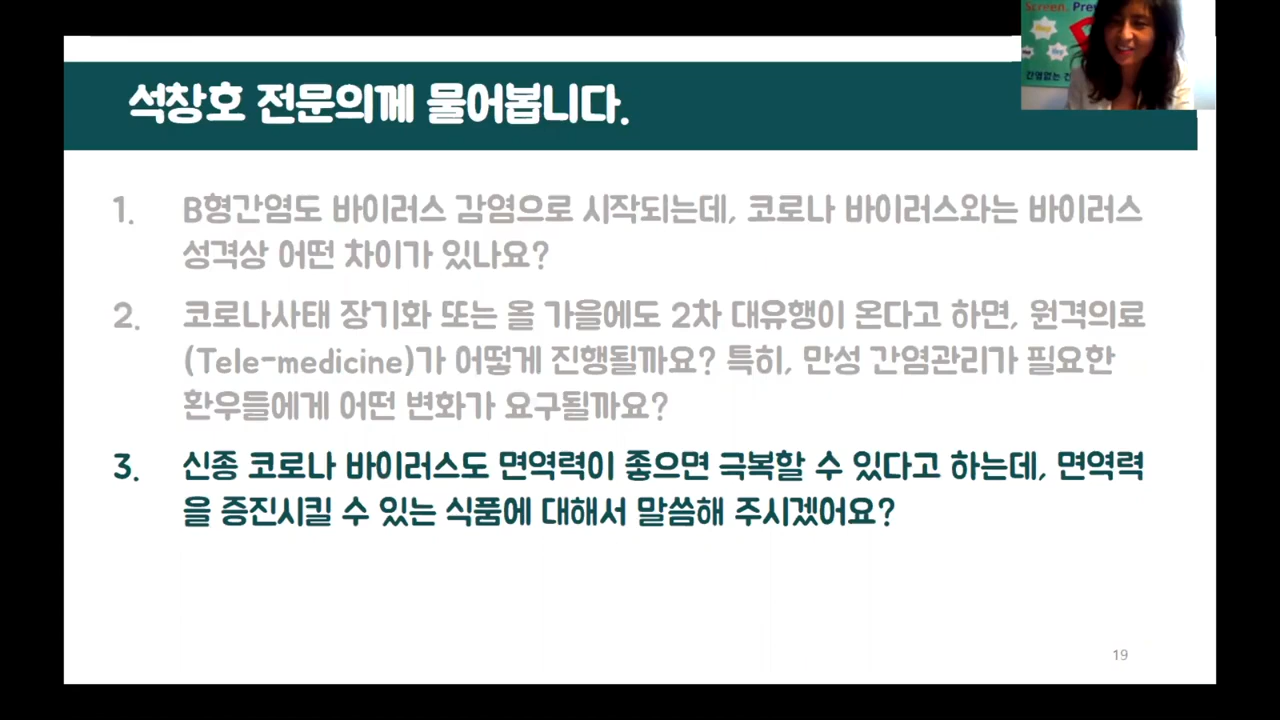 Screen. Prev
간염없는
석창호 전문의께 물어봅니다.
1. B형간염도 바이러스 감염으로 시작되는데, 코로나 바이러스와는 바이러스
성격상 어떤 차이가 있나요?
2. 코로나사태 장기화 또는 올 가을에도 2차 대유행이 온다고 하면, 원격의료
(Tele-medicine)가 어떻게 진행될까요? 특히, 만성 간염관리가 필요한
환우들에게 어떤 변화가 요구될까요?
3. 신종 코로나 바이러스도 면역력이 좋으면 극복할 수 있다고 하는데, 면역력
을 증진시킬 수 있는 식품에 대해서 말씀해 주시겠어요?
19